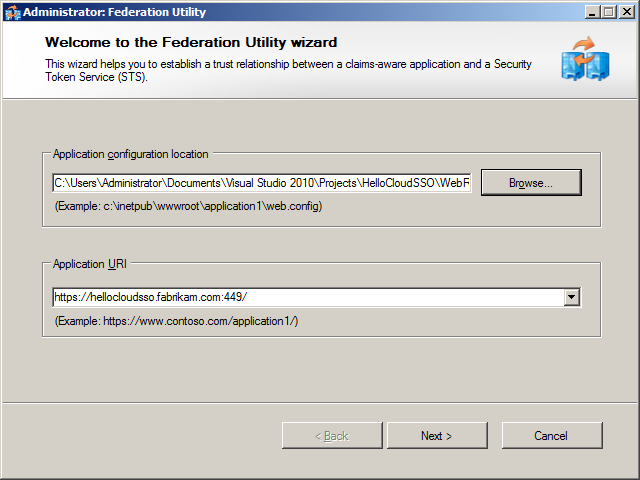 Administrator: Federation Utility
Welcome to the Federation Utility wizard
This wizard helps you to establish a trust relationship between a claims-aware application and a Security
Token Service (STS).
Application configuration location
C:\Users\Administrator\Documents\Visual Studio 2010\Projects\HelloCloudSSO\WebF
Browse...
(Example: c:\inetpub\wwwroot\application1\web.config)
Application URI
https://hellocloudsso.fabrikam.com:449/
(Example: https://www.contoso.com/application1/)
< Back
Next >
Cancel